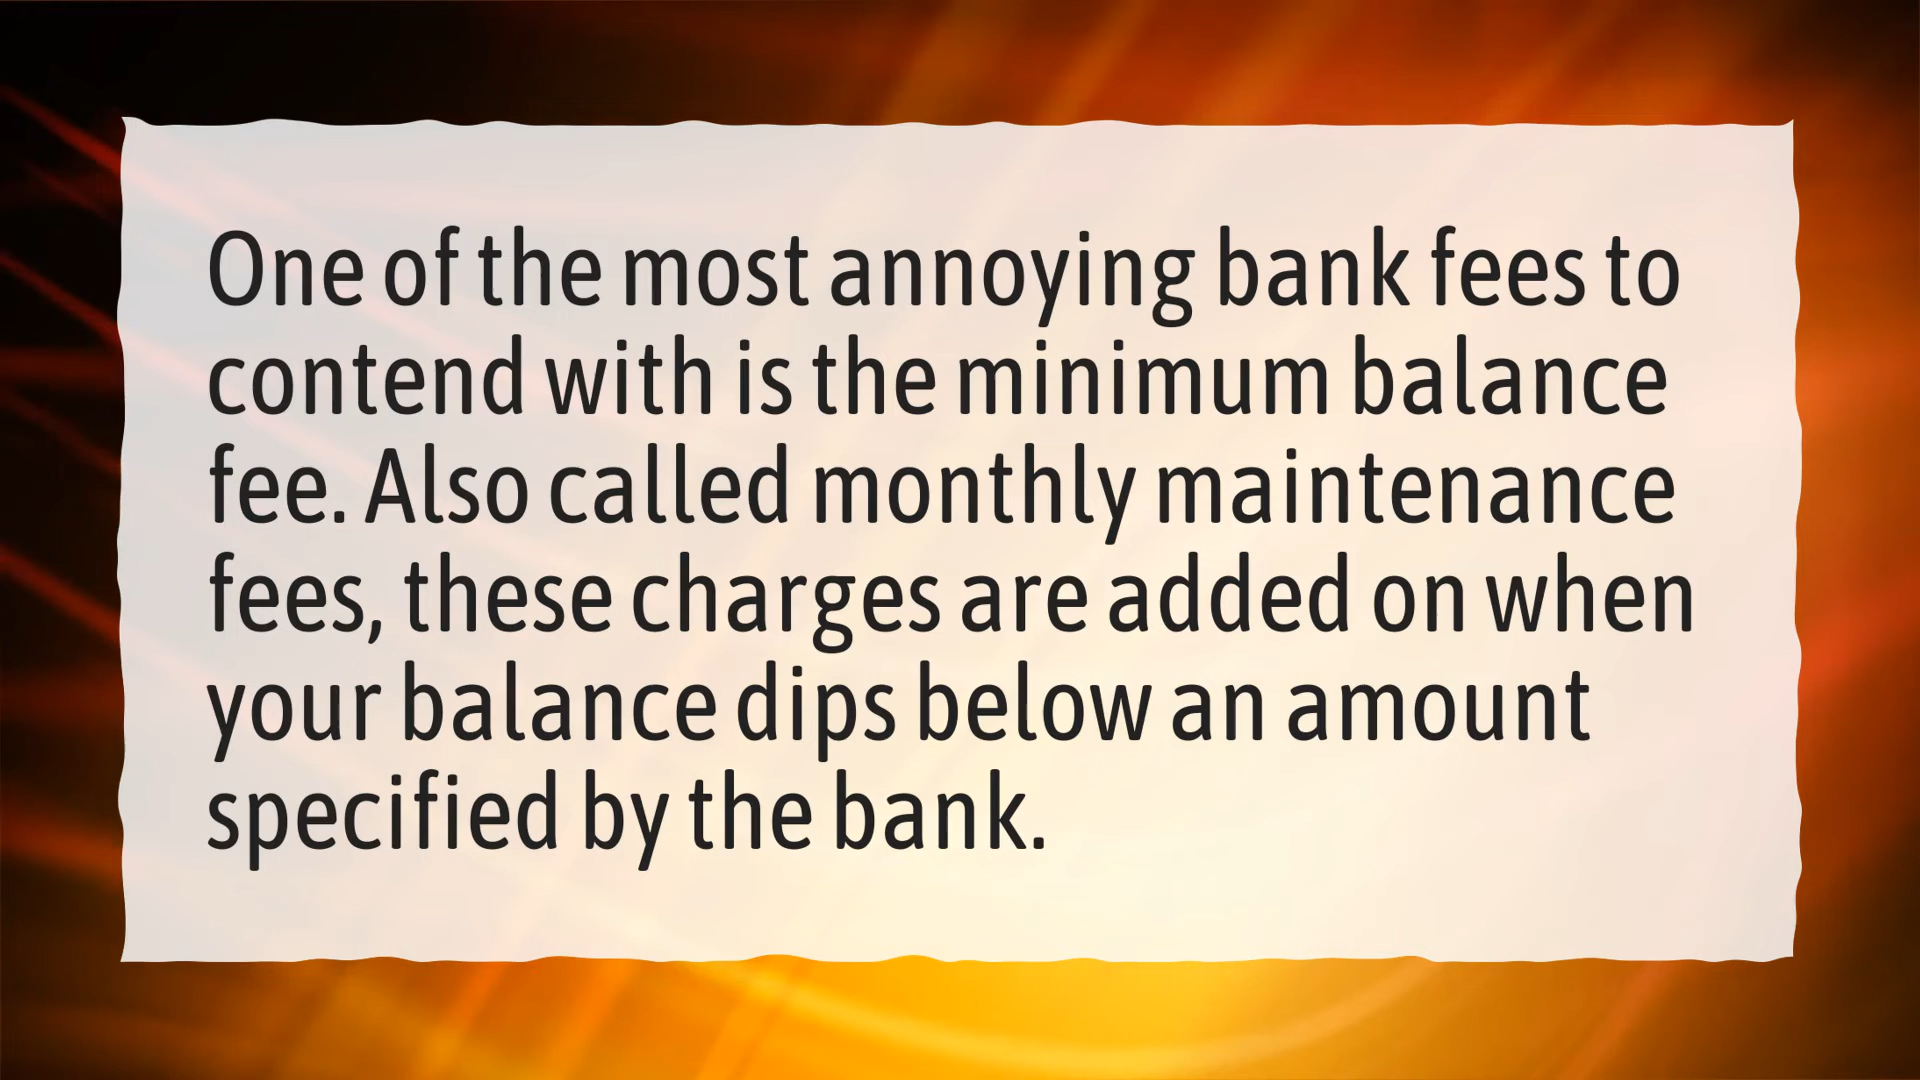 One of the most annoying bank fees to
contend with is the minimum balance
fee. Also called monthly maintenance
fees, these charges are added on when
your balance dips below an amount
specified by the bank.